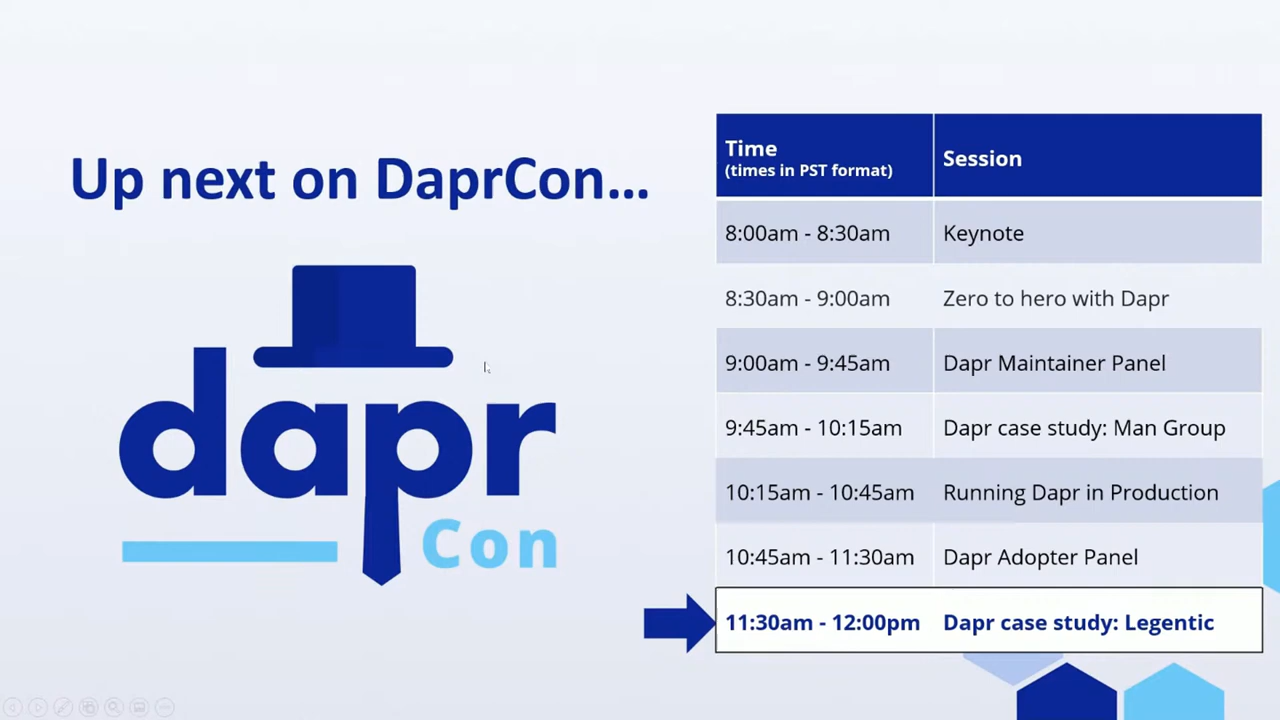 Up next on DaprCon...
dapr
Con
Time Session
(times in PST format)
8:00am - 8:30am Keynote
8:30am - 9:00am Zero to hero with Dapr
9:00am - 9:45am Dapr Maintainer Panel
9:45am - 10:15am Dapr case study: Man Group
10:15am - 10:45am Running Dapr in Production
10:45am - 11:30am Dapr Adopter Panel
11:30am - 12:00pm Dapr case study: Legentic